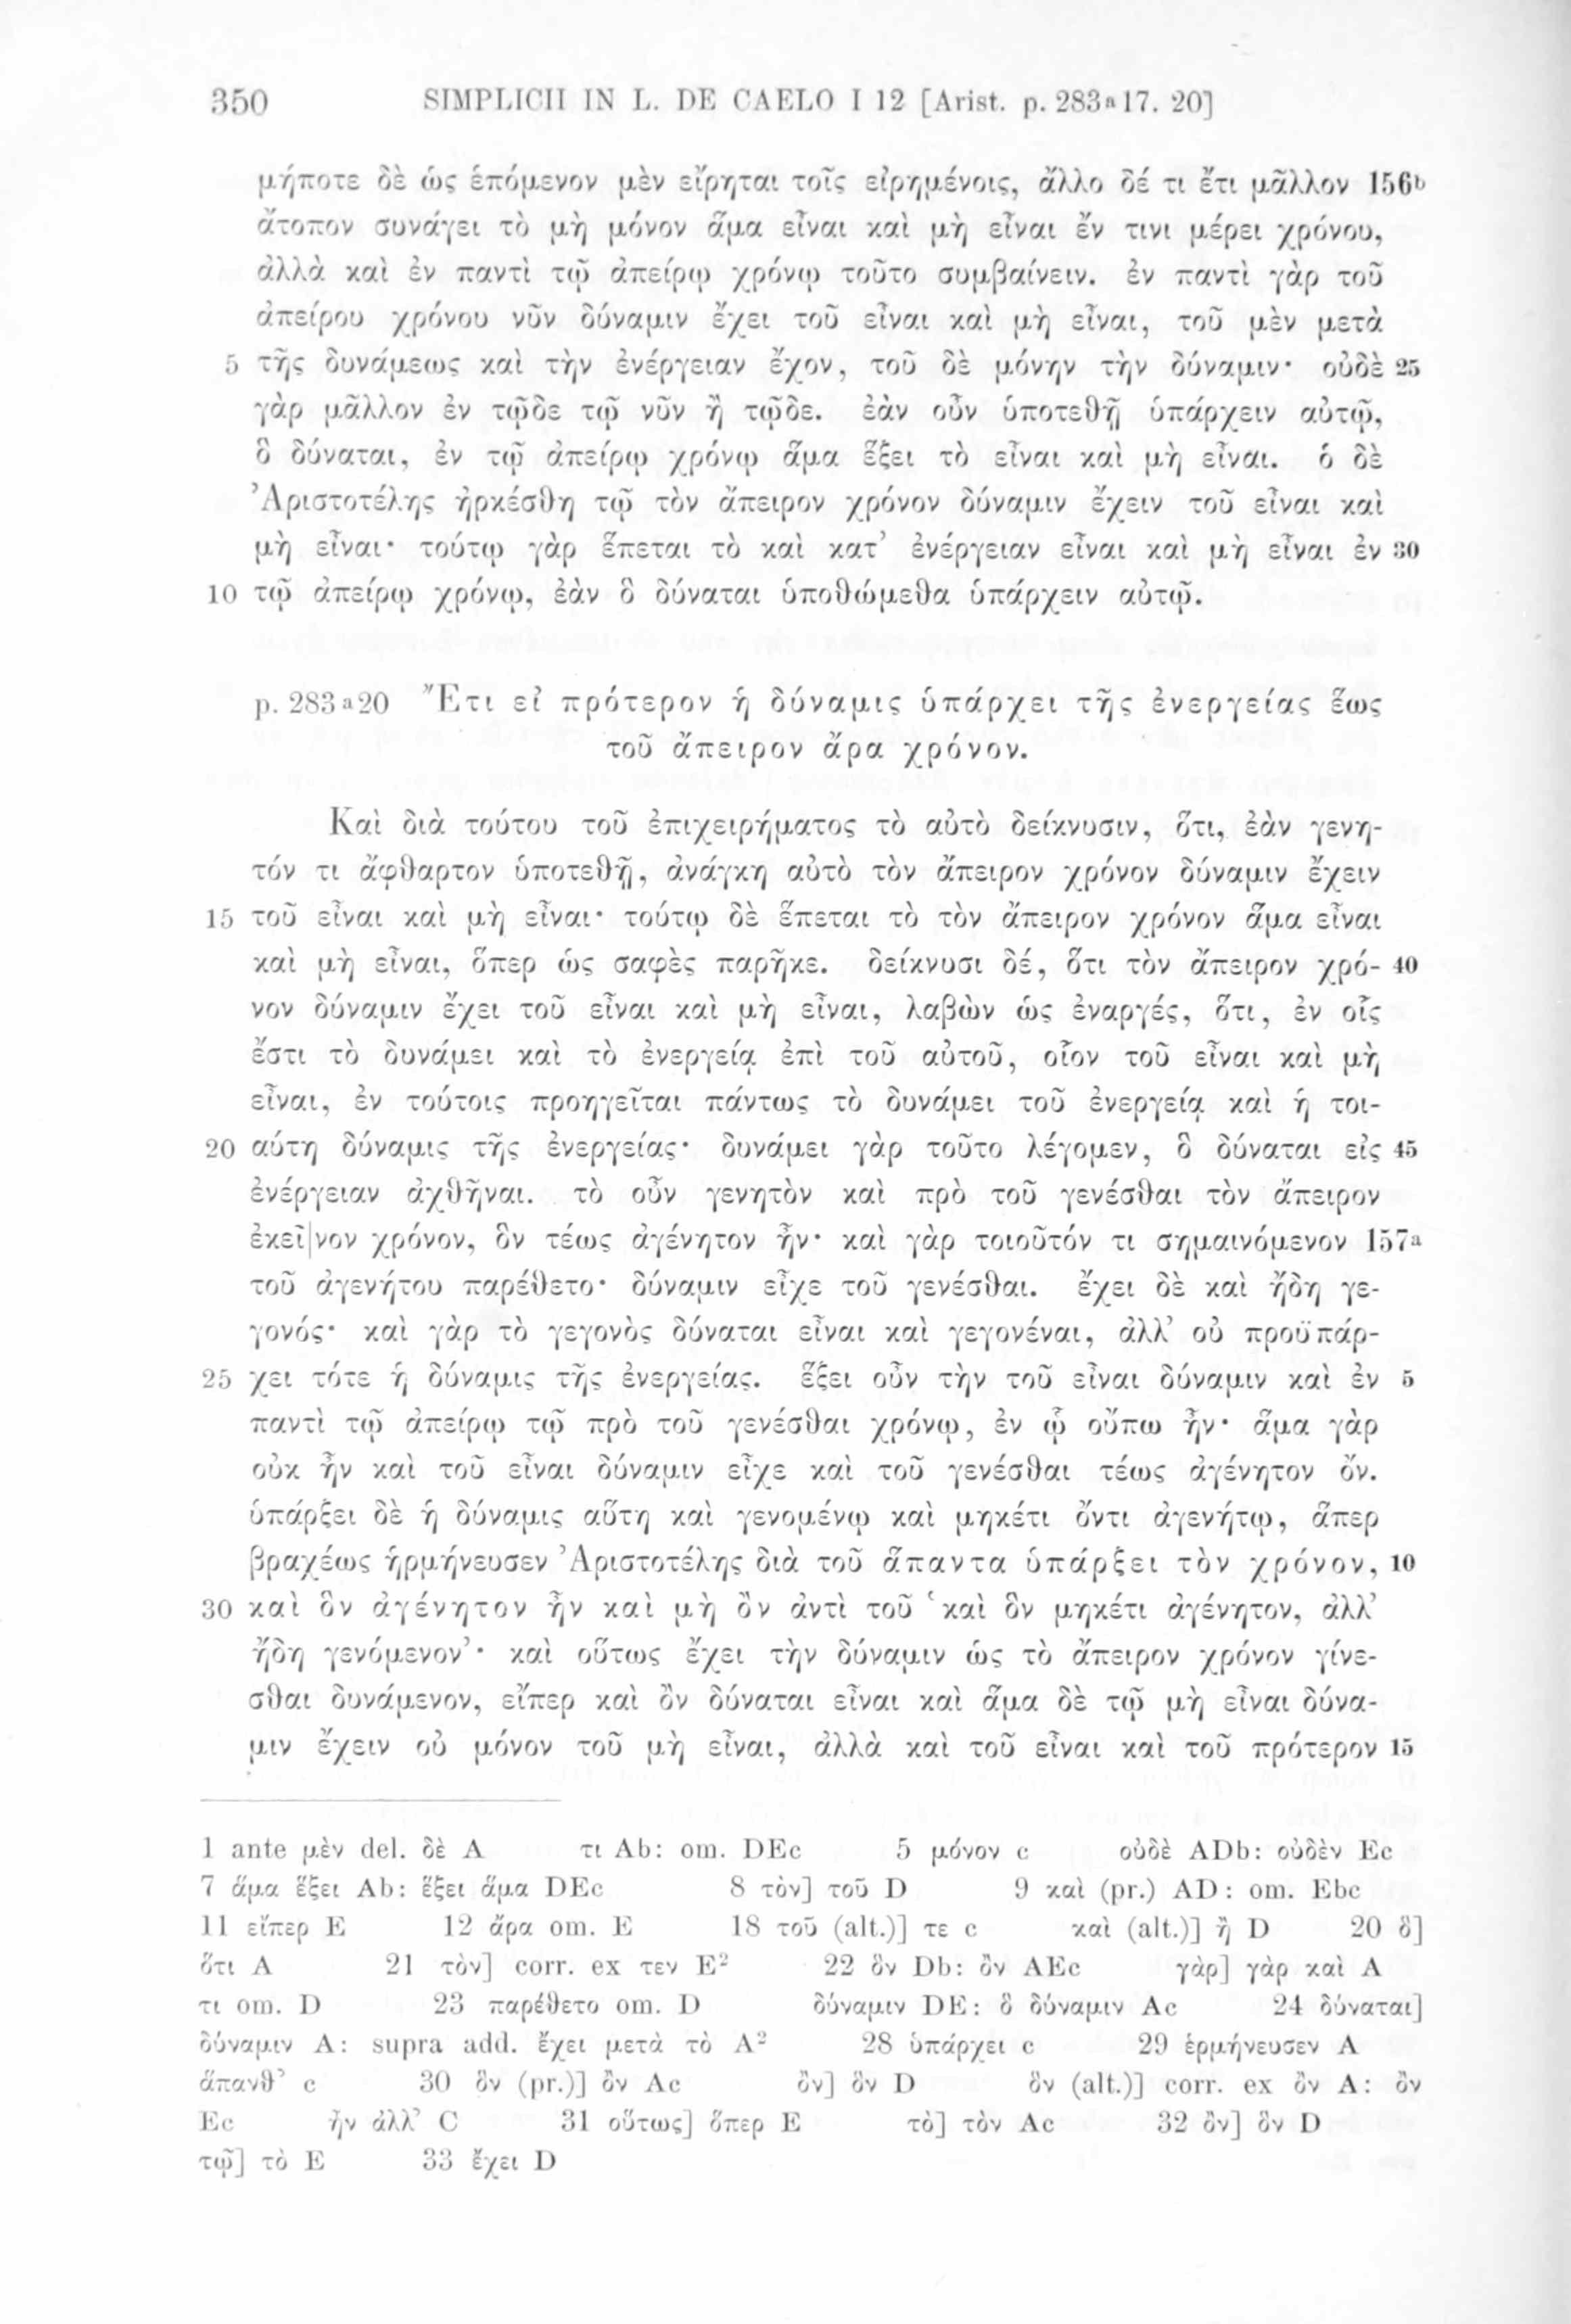 350 SIMPLICII IN L. DE CAELO I 12 [Arist. p. 283ᵃ17. 20]
μήποτε δὲ ὡς ἑπόμενον μὲν εἴρηται τοῖς εἰρημένοις, ἄλλο δέ τι ἔτι μᾶλλον 156ᵇ
ἄτοπον συνάγει τὸ μὴ μόνον ἅμα εἶναι καὶ μὴ εἶναι ἔν τινι μέρει χρόνου,
ἀλλὰ καὶ ἐν παντὶ τῷ ἀπείρῳ χρόνῳ τοῦτο συμβαίνειν. ἐν παντὶ γὰρ τοῦ
ἀπείρου χρόνου νῦν δύναμιν ἔχει τοῦ εἶναι καὶ μὴ εἶναι, τοῦ μὲν μετὰ
5 τῆς δυνάμεως καὶ τὴν ἐνέργειαν ἔχον, τοῦ δὲ μόνην τὴν δύναμιν· οὐδὲ 25
γὰρ μᾶλλον ἐν τῷδε τῷ νῦν ἢ τῷδε. ἐὰν οὖν ὑποτεθῇ ὑπάρχειν αὐτῷ,
ὃ δύναται, ἐν τῷ ἀπείρῳ χρόνῳ ἅμα ἕξει τὸ εἶναι καὶ μὴ εἶναι. ὁ δὲ
Ἀριστοτέλης ἠρκέσθη τῷ τὸν ἄπειρον χρόνον δύναμιν ἔχειν τοῦ εἶναι καὶ
μὴ εἶναι· τούτῳ γὰρ ἕπεται τὸ καὶ κατ’ ἐνέργειαν εἶναι καὶ μὴ εἶναι ἐν 30
10 τῷ ἀπείρῳ χρόνῳ, ἐὰν ὃ δύναται ὑποθώμεθα ὑπάρχειν αὐτῷ.
p. 283ᵃ20 Ἔτι εἰ πρότερον ἡ δύναμις ὑπάρχει τῆς ἐνεργείας ἕως
τοῦ ἄπειρον ἄρα χρόνον.
Καὶ διὰ τούτου τοῦ ἐπιχειρήματος τὸ αὐτὸ δείκνυσιν, ὅτι, ἐὰν γενη-
τόν τι ἄφθαρτον ὑποτεθῇ, ἀνάγκη αὐτὸ τὸν ἄπειρον χρόνον δύναμιν ἔχειν
15 τοῦ εἶναι καὶ μὴ εἶναι· τούτῳ δὲ ἕπεται τὸ τὸν ἄπειρον χρόνον ἅμα εἶναι
καὶ μὴ εἶναι, ὅπερ ὡς σαφὲς παρῆκε. δείκνυσι δέ, ὅτι τὸν ἄπειρον χρό- 40
νον δύναμιν ἔχει τοῦ εἶναι καὶ μὴ εἶναι, λαβὼν ὡς ἐναργές, ὅτι, ἐν οἷς
ἔστι τὸ δυνάμει καὶ τὸ ἐνεργείᾳ ἐπὶ τοῦ αὐτοῦ, οἷον τοῦ εἶναι καὶ μὴ
εἶναι, ἐν τούτοις προηγεῖται πάντως τὸ δυνάμει τοῦ ἐνεργείᾳ καὶ ἡ τοι-
20 αύτη δύναμις τῆς ἐνεργείας· δυνάμει γὰρ τοῦτο λέγομεν, ὃ δύναται εἰς 45
ἐνέργειαν ἀχθῆναι. τὸ οὖν γενητὸν καὶ πρὸ τοῦ γενέσθαι τὸν ἄπειρον
ἐκεῖ|νον χρόνον, ὃν τέως ἀγένητον ἦν· καὶ γὰρ τοιοῦτόν τι σημαινόμενον 157ᵃ
τοῦ ἀγενήτου παρέθετο· δύναμιν εἶχε τοῦ γενέσθαι. ἔχει δὲ καὶ ἤδη γε-
γονός· καὶ γὰρ τὸ γεγονὸς δύναται εἶναι καὶ γεγονέναι, ἀλλ’ οὐ προϋπάρ-
25 χει τότε ἡ δύναμις τῆς ἐνεργείας. ἕξει οὖν τὴν τοῦ εἶναι δύναμιν καὶ ἐν 5
παντὶ τῷ ἀπείρῳ τῷ πρὸ τοῦ γενέσθαι χρόνῳ, ἐν ᾧ οὔπω ἦν· ἅμα γὰρ
οὐκ ἦν καὶ τοῦ εἶναι δύναμιν εἶχε καὶ τοῦ γενέσθαι τέως ἀγένητον ὄν.
ὑπάρξει δὲ ἡ δύναμις αὕτη καὶ γενομένῳ καὶ μηκέτι ὄντι ἀγενήτῳ, ἅπερ
βραχέως ἡρμήνευσεν Ἀριστοτέλης διὰ τοῦ ἅπαντα ὑπάρξει τὸν χρόνον, 10
30 καὶ ὃν ἀγένητον ἦν καὶ μὴ ὂν ἀντὶ τοῦ ‘καὶ ὃν μηκέτι ἀγένητον, ἀλλ’
ἤδη γενόμενον’· καὶ οὕτως ἔχει τὴν δύναμιν ὡς τὸ ἄπειρον χρόνον γίνε-
σθαι δυνάμενον, εἴπερ καὶ ὂν δύναται εἶναι καὶ ἅμα δὲ τῷ μὴ εἶναι δύνα-
μιν ἔχειν οὐ μόνον τοῦ μὴ εἶναι, ἀλλὰ καὶ τοῦ εἶναι καὶ τοῦ πρότερον 15
1 ante μὲν del. δὲ A τι Ab: om. DEc 5 μόνον c οὐδὲ ADb: οὐδὲν Ec
7 ἅμα ἕξει Ab: ἕξει ἅμα DEc 8 τὸν] τοῦ D 9 καὶ (pr.) AD: om. Ebc
11 εἴπερ E 12 ἄρα om. E 18 τοῦ (alt.)] τε c καὶ (alt.)] ἢ D 20 ὃ]
ὅτι A 21 τὸν] corr. ex τεν E² 22 ὃν Db: ὂν AEc γὰρ] γὰρ καὶ A
τι om. D 23 παρέθετο om. D δύναμιν DE: ὃ δύναμιν Ac 24 δύναται]
δύναμιν A: supra add. ἔχει μετὰ τὸ A² 28 ὑπάρχει c 29 ἑρμήνευσεν A
ἅπανθ’ c 30 ὃν (pr.)] ὂν Ac ὂν] ὃν D ὃν (alt.)] corr. ex ὂν A: ὂν
Ec ἦν ἀλλ’ C 31 οὕτως] ὅπερ E τὸ] τὸν Ac 32 ὂν] ὃν D
τῷ] τὸ E 33 ἔχει D